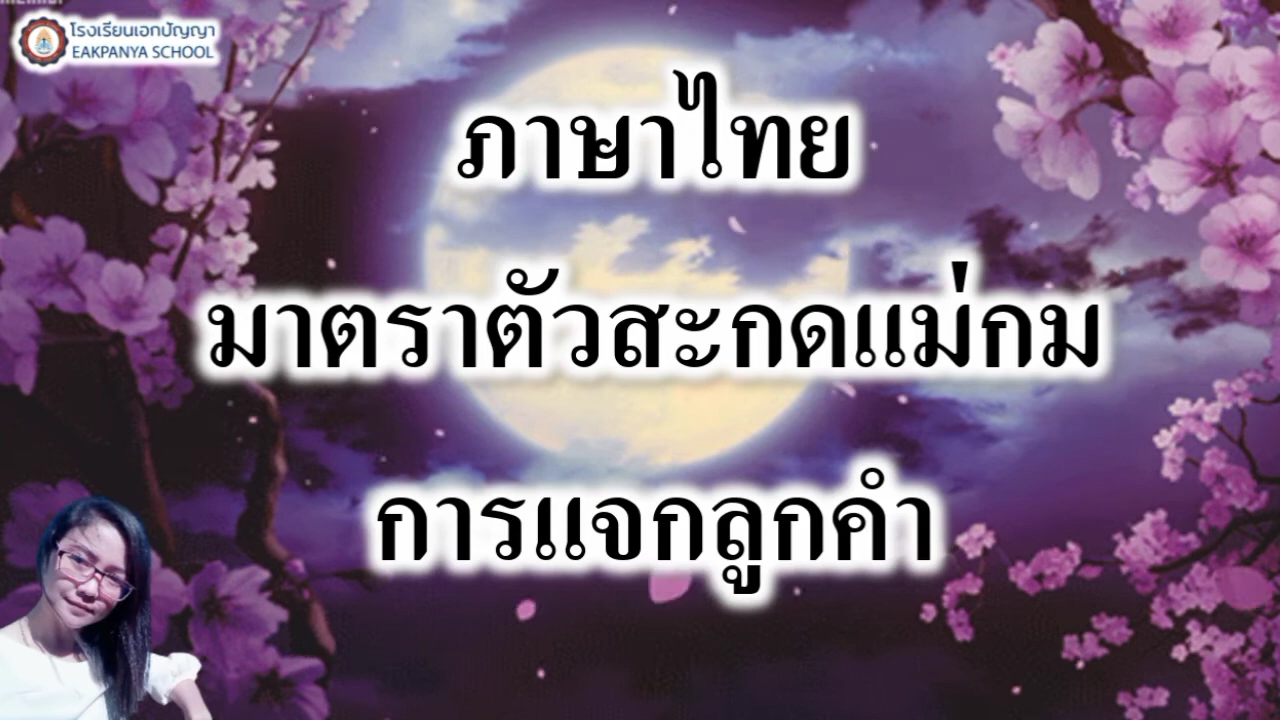 โรงเรียนเอกปัญญา
EAKPANYA SCHOOL
ภาษาไทย
มาตราตัวสะกดแม่กม
การแจกลูกคำ